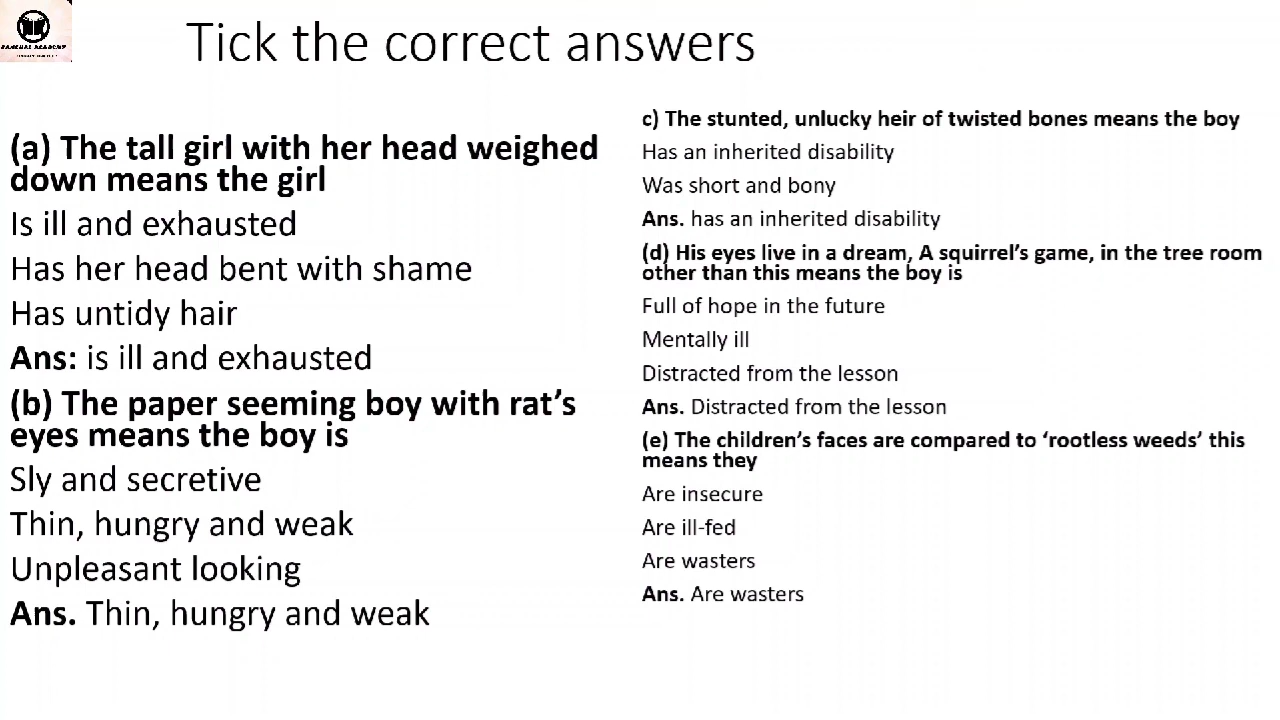 Tick the correct answers
(a) The tall girl with her head weighed
down means the girl
Is ill and exhausted
Has her head bent with shame
Has untidy hair
Ans: is ill and exhausted
(b) The paper seeming boy with rat’s
eyes means the boy is
Sly and secretive
Thin, hungry and weak
Unpleasant looking
Ans. Thin, hungry and weak
c) The stunted, unlucky heir of twisted bones means the boy
Has an inherited disability
Was short and bony
Ans. has an inherited disability
(d) His eyes live in a dream, A squirrel’s game, in the tree room
other than this means the boy is
Full of hope in the future
Mentally ill
Distracted from the lesson
Ans. Distracted from the lesson
(e) The children’s faces are compared to ‘rootless weeds’ this
means they
Are insecure
Are ill-fed
Are wasters
Ans. Are wasters